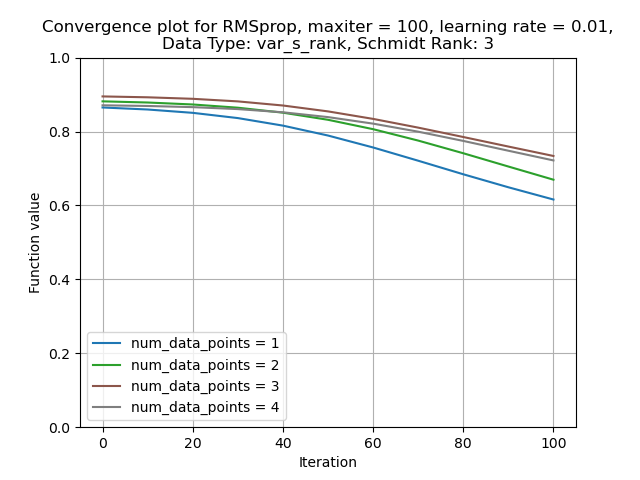 Convergence plot for RMSprop, maxiter = 100, learning rate = 0.01,
Data Type: var_s_rank, Schmidt Rank: 3
Function value
1.0
0.8
0.6
0.4
0.2
0.0
num_data_points = 1
num_data_points = 2
num_data_points = 3
num_data_points = 4
0 20 40 60 80 100
Iteration